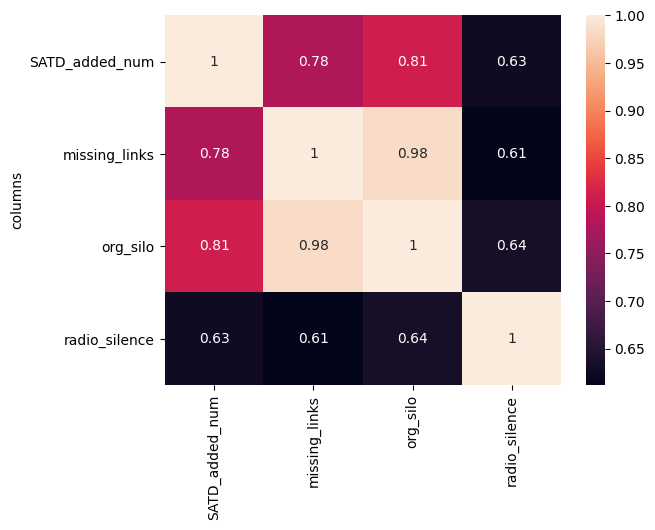 columns
SATD_added_num
missing_links
org_silo
radio_silence
1 0.78 0.81 0.63
0.78 1 0.98 0.61
0.81 0.98 1 0.64
0.63 0.61 0.64 1
SATD_added_num
missing_links
org_silo
radio_silence
1.00
0.95
0.90
0.85
0.80
0.75
0.70
0.65